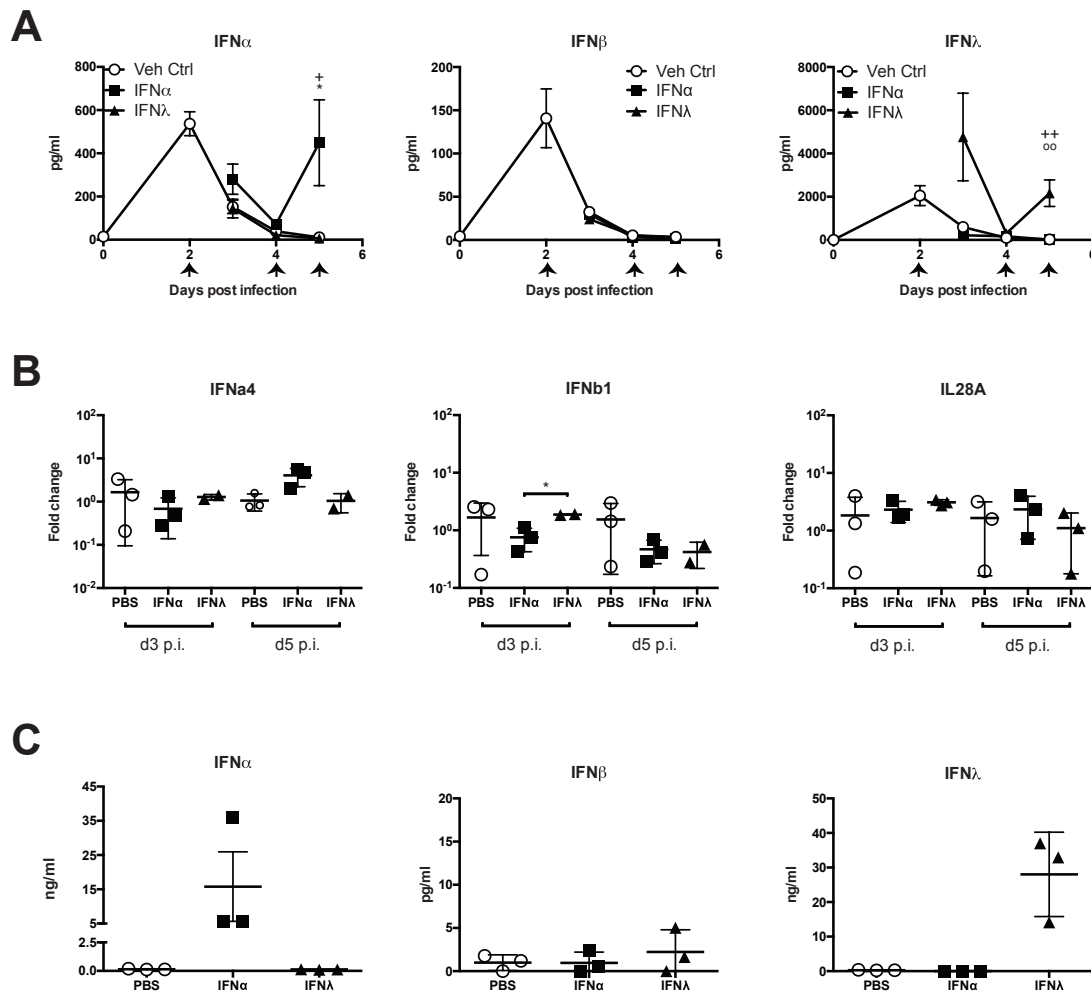 A
IFNα
IFNβ
IFNλ
Veh Ctrl
IFNα
IFNλ
+
*
pg/ml
800
600
400
200
0
0 2 4 6
Days post infection
Veh Ctrl
IFNα
IFNλ
pg/ml
200
150
100
50
0
0 2 4 6
Days post infection
Veh Ctrl
IFNα
IFNλ
++
oo
pg/ml
8000
6000
4000
2000
0
0 2 4 6
Days post infection
B
IFNa4
Fold change
10²
10¹
10⁰
10⁻¹
10⁻²
PBS IFNα IFNλ PBS IFNα IFNλ
d3 p.i. d5 p.i.
IFNb1
*
Fold change
10²
10¹
10⁰
10⁻¹
PBS IFNα IFNλ PBS IFNα IFNλ
d3 p.i. d5 p.i.
IL28A
Fold change
10²
10¹
10⁰
10⁻¹
PBS IFNα IFNλ PBS IFNα IFNλ
d3 p.i. d5 p.i.
C
IFNα
ng/ml
45
35
25
15
5
2.5
0.0
PBS IFNα IFNλ
IFNβ
pg/ml
20
15
10
5
0
PBS IFNα IFNλ
IFNλ
ng/ml
50
40
30
20
10
0
PBS IFNα IFNλ